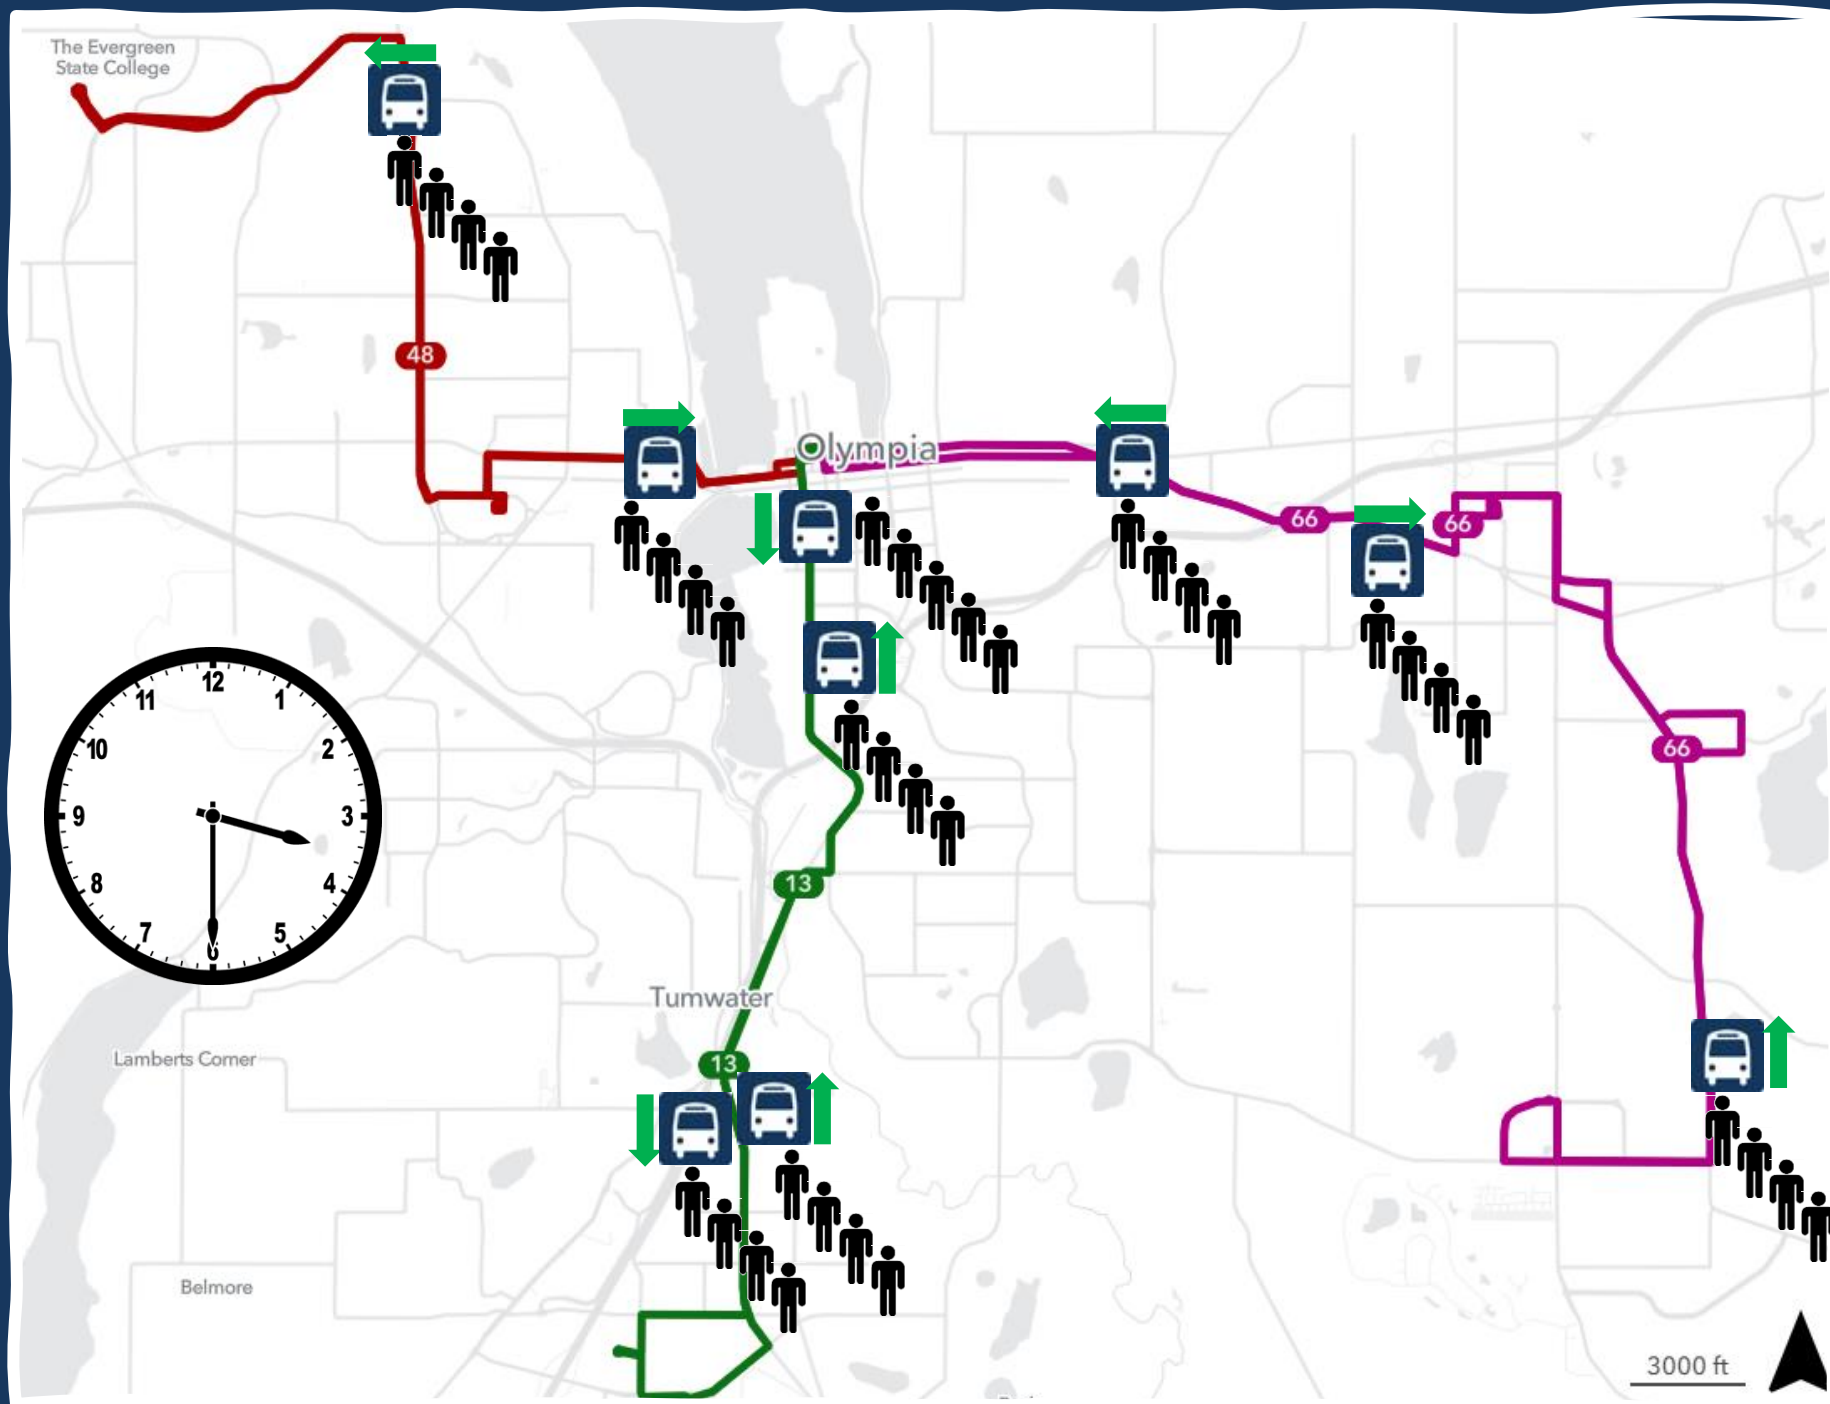 The Evergreen
State College
48
Olympia
66
66
66
12
11
1
10
2
9
3
8
4
7
5
6
13
Tumwater
13
Lamberts Corner
Belmore
3000 ft